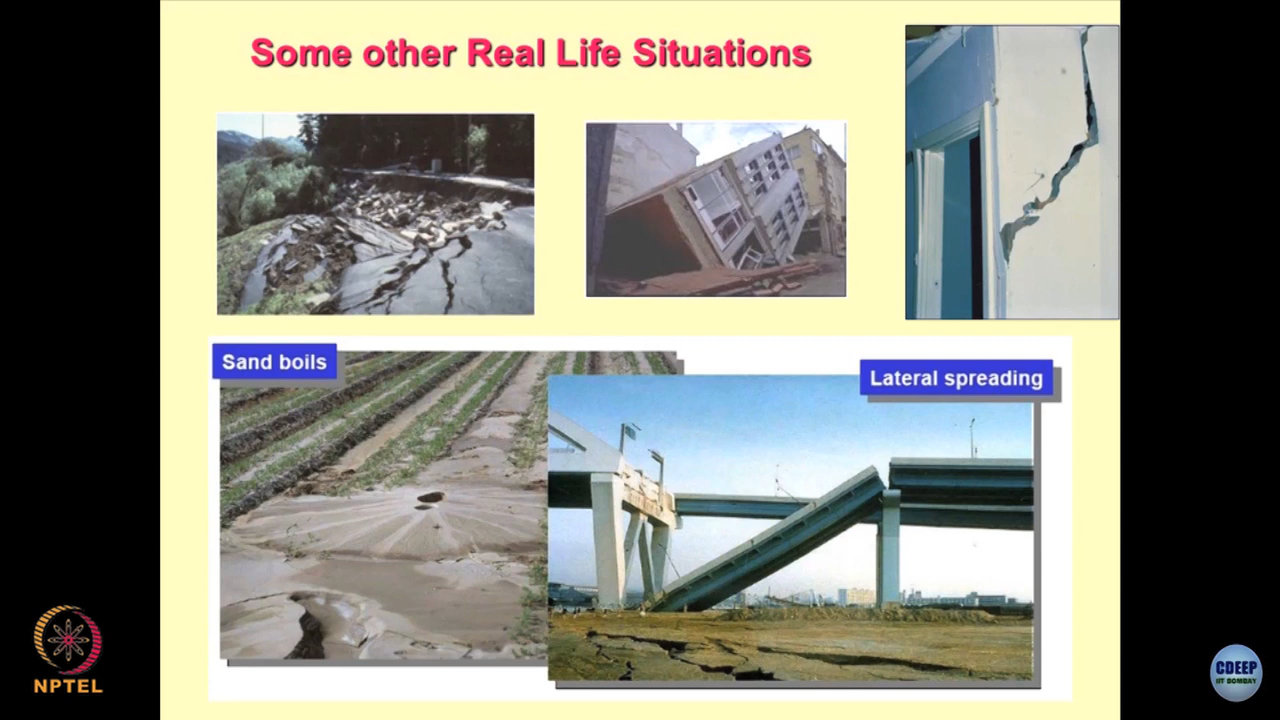 Some other Real Life Situations
Sand boils
Lateral spreading
NPTEL
CDEEP
IIT BOMBAY